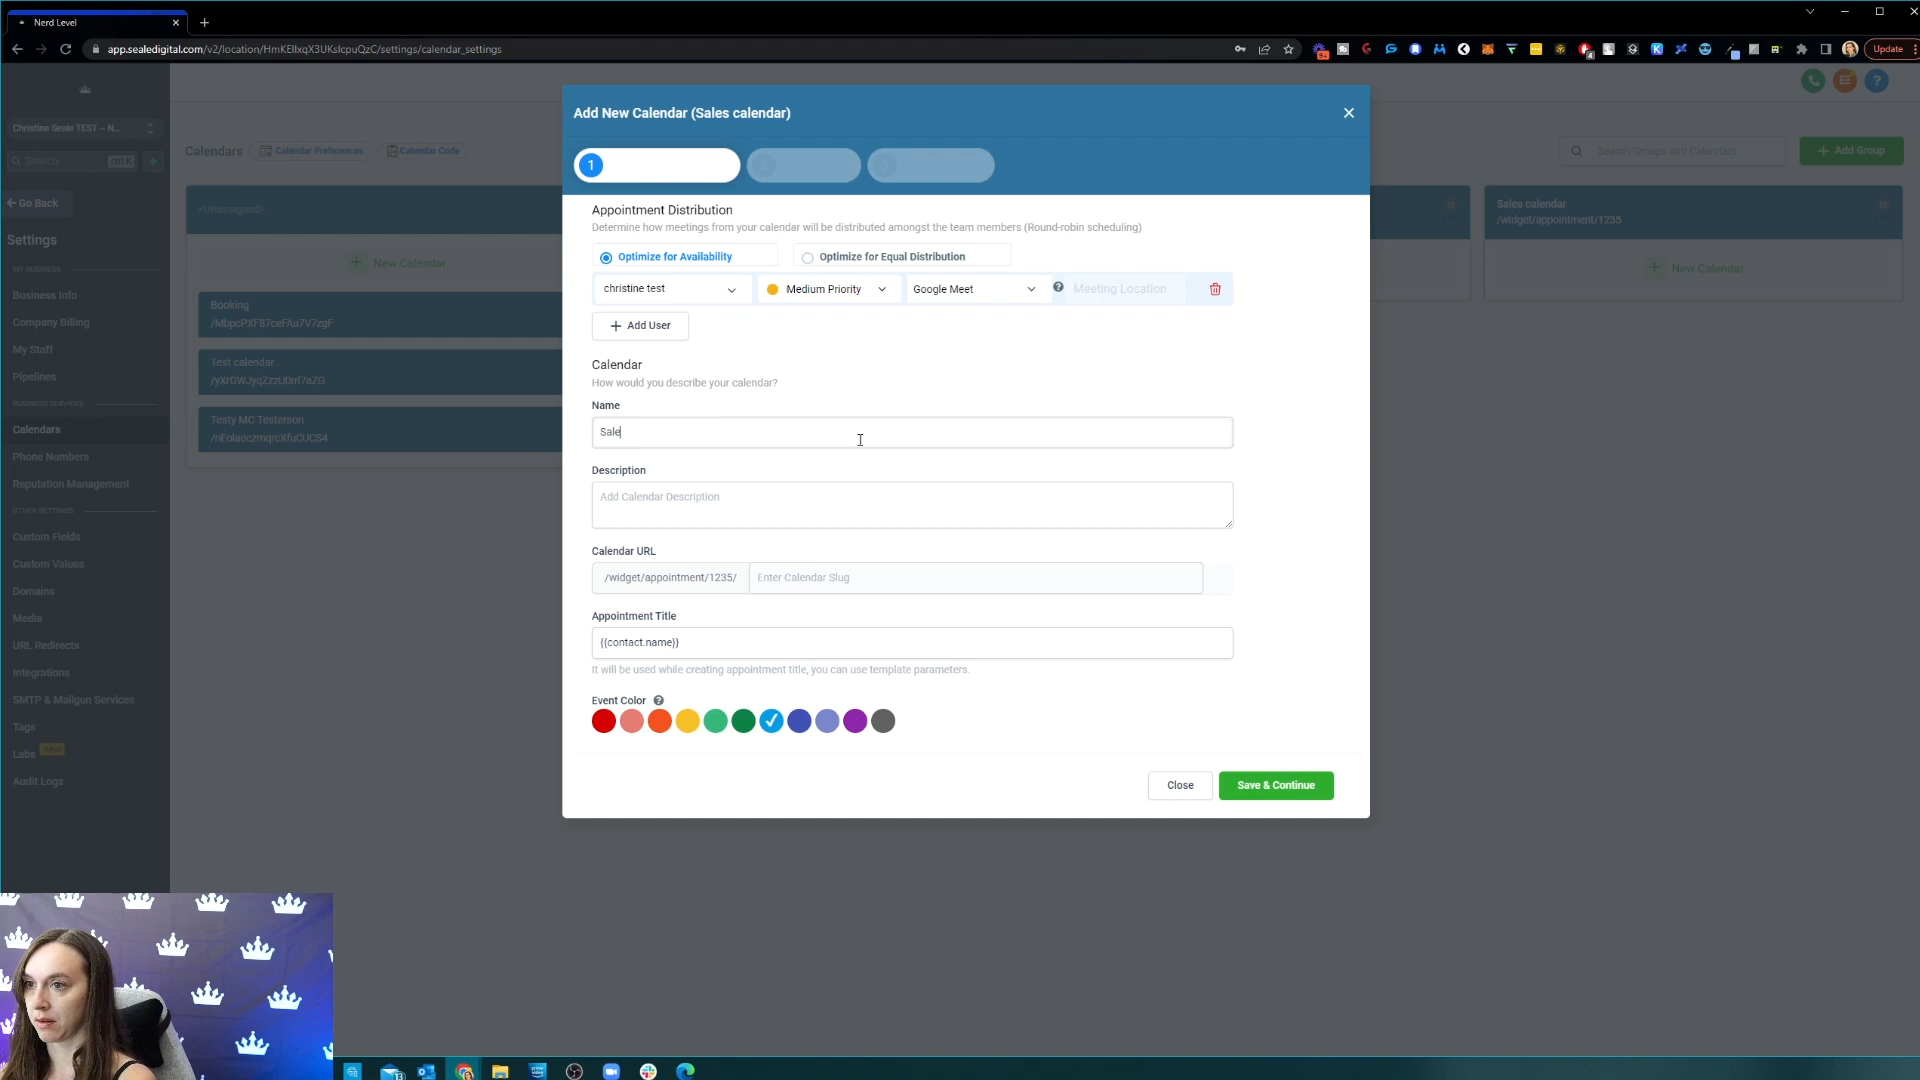 Nerd Level
app.sealedigital.com/v2/location/HmKEIlxqX3UKsIcpuQzC/settings/calendar_settings
Update
Christine Seale TEST – N...
Search
ctrl K
Go Back
Settings
MY BUSINESS
Business Info
Company Billing
My Staff
Pipelines
BUSINESS SERVICES
Calendars
Phone Numbers
Reputation Management
OTHER SETTINGS
Custom Fields
Custom Values
Domains
Media
URL Redirects
Integrations
SMTP & Mailgun Services
Tags
Labs
new
Audit Logs
Calendars
Calendar Preferences
Calendar Code
Search Groups and Calendars
+ Add Group
<Unassigned>
+ New Calendar
Booking
/MbpcPXF87ceFAu7V7zgF
Test calendar
Testy MC Testerson
Sales calendar
/widget/appointment/1235
+ New Calendar
Add New Calendar (Sales calendar)
1
2
3
Appointment Distribution
Determine how meetings from your calendar will be distributed amongst the team members (Round-robin scheduling)
Optimize for Availability
Optimize for Equal Distribution
christine test
Medium Priority
Google Meet
Meeting Location
+ Add User
Calendar
How would you describe your calendar?
Name
Sale
Description
Add Calendar Description
Calendar URL
/widget/appointment/1235/
Enter Calendar Slug
Appointment Title
{{contact.name}}
It will be used while creating appointment title, you can use template parameters.
Event Color
Close
Save & Continue
13